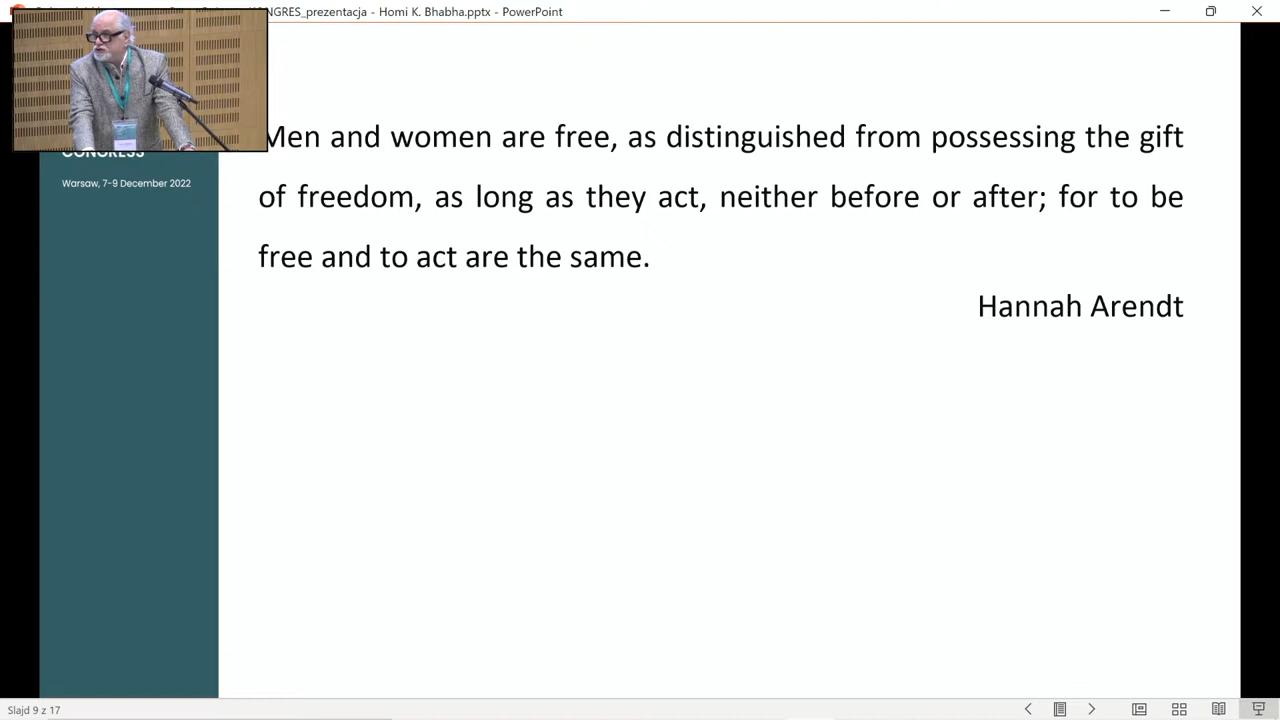 NGRES_prezentacja - Homi K. Bhabha.pptx - PowerPoint
CONGRESS
Warsaw, 7-9 December 2022
Men and women are free, as distinguished from possessing the gift
of freedom, as long as they act, neither before or after; for to be
free and to act are the same.
Hannah Arendt
Slajd 9 z 17